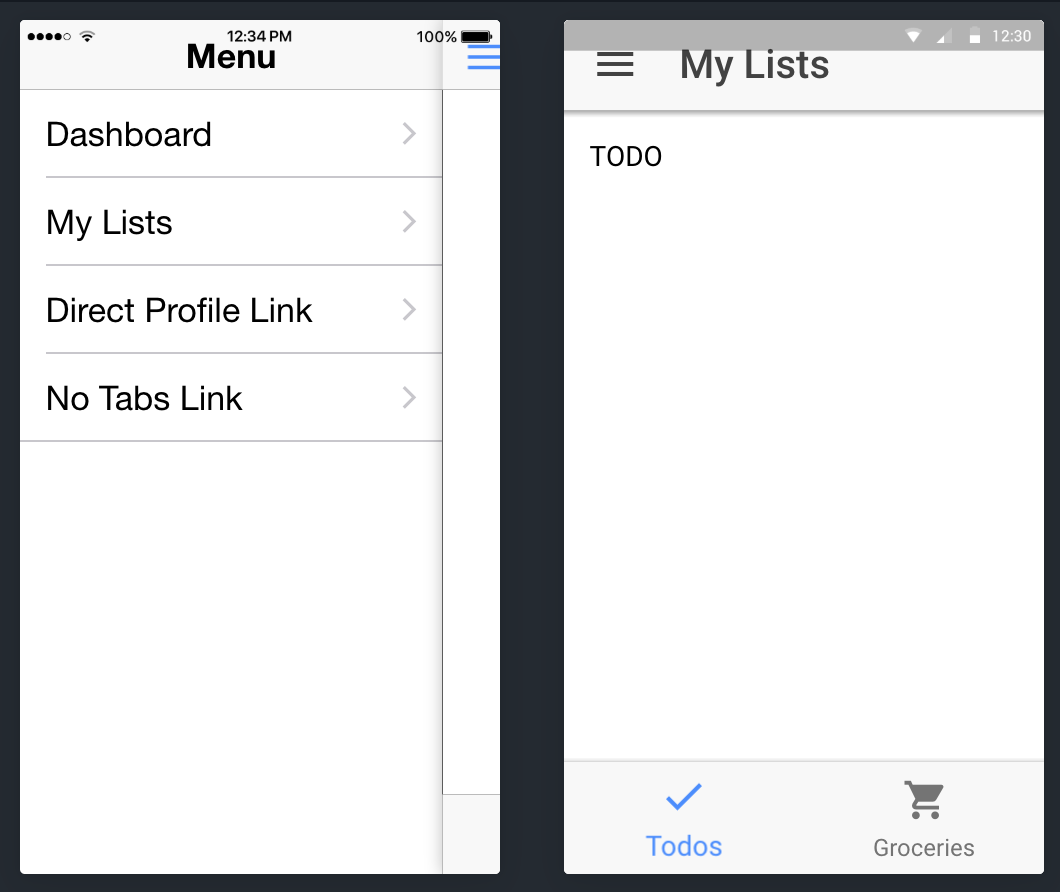 12:34 PM 100%
Menu
Dashboard
My Lists
Direct Profile Link
No Tabs Link
12:30
My Lists
TODO
Todos
Groceries